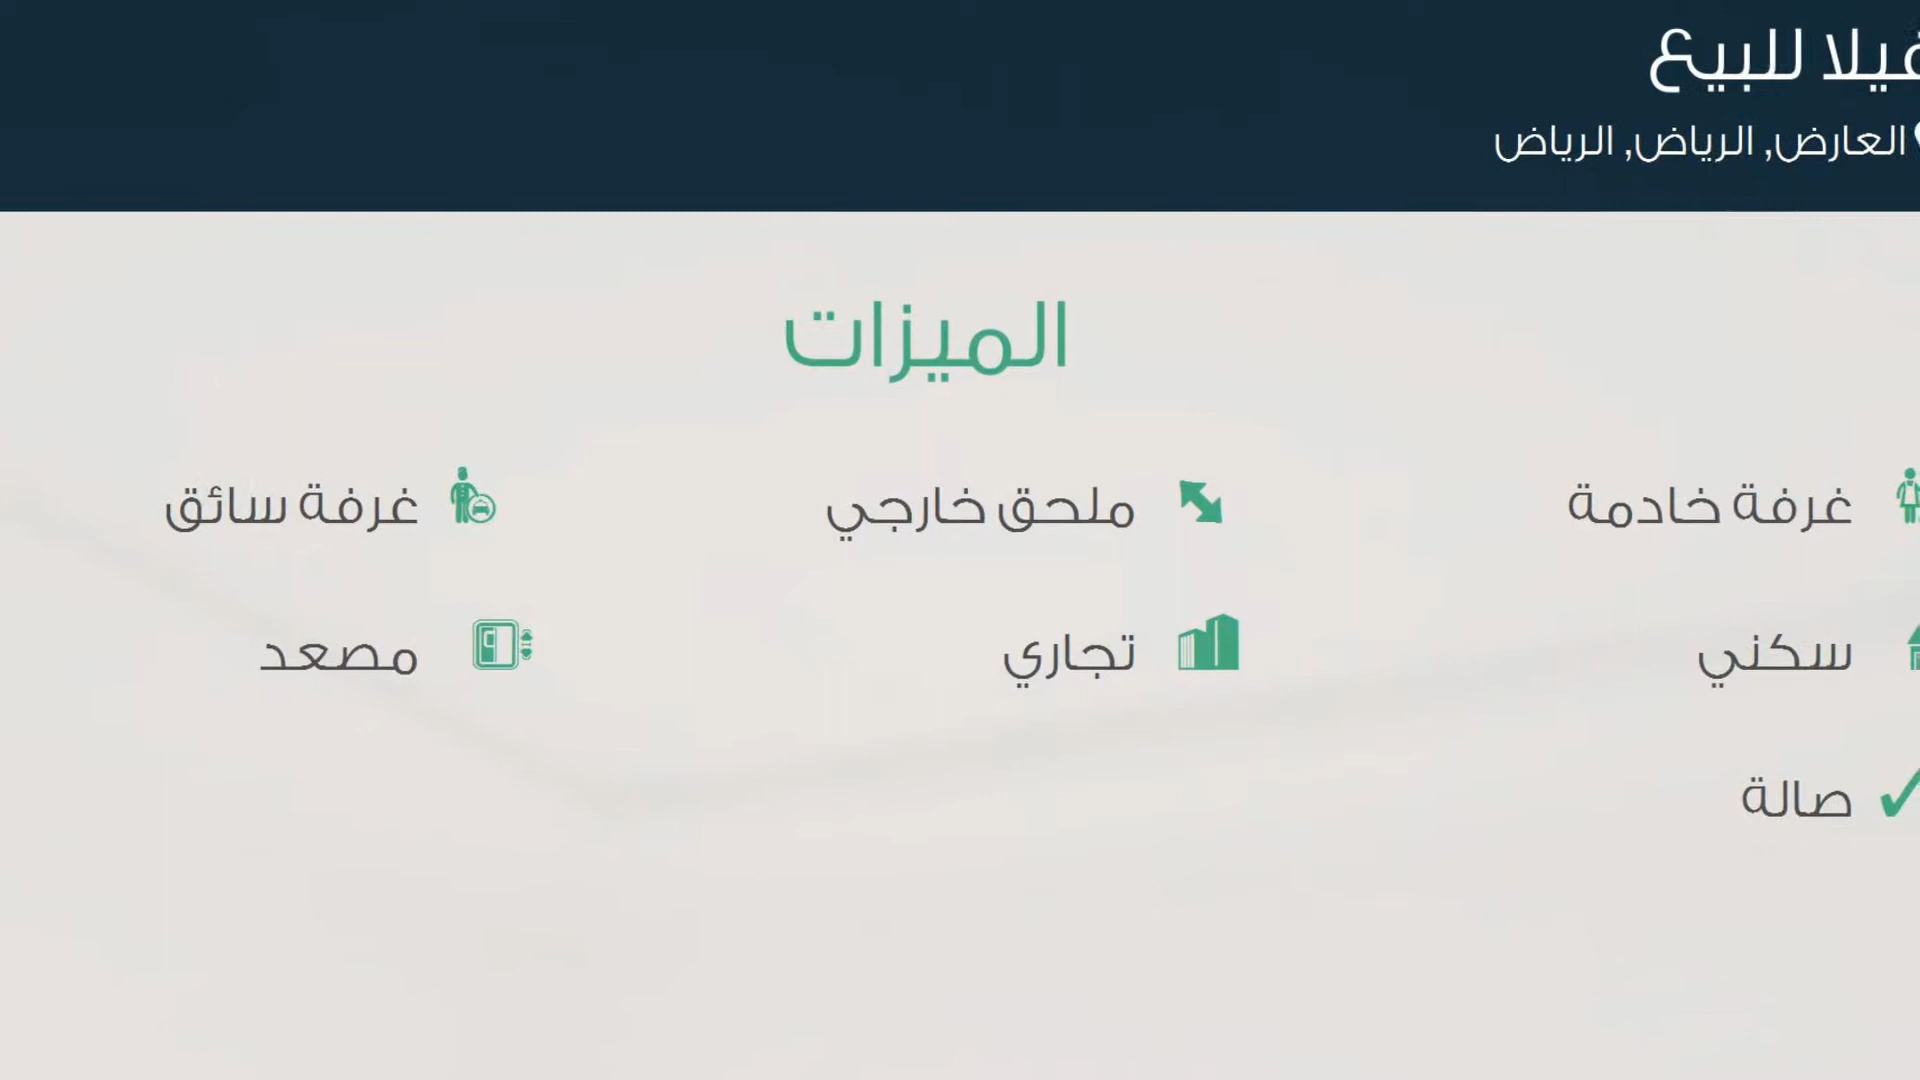 فيلا للبيع
العارض, الرياض, الرياض
الميزات
غرفة خادمة
ملحق خارجي
غرفة سائق
سكني
تجاري
مصعد
صالة